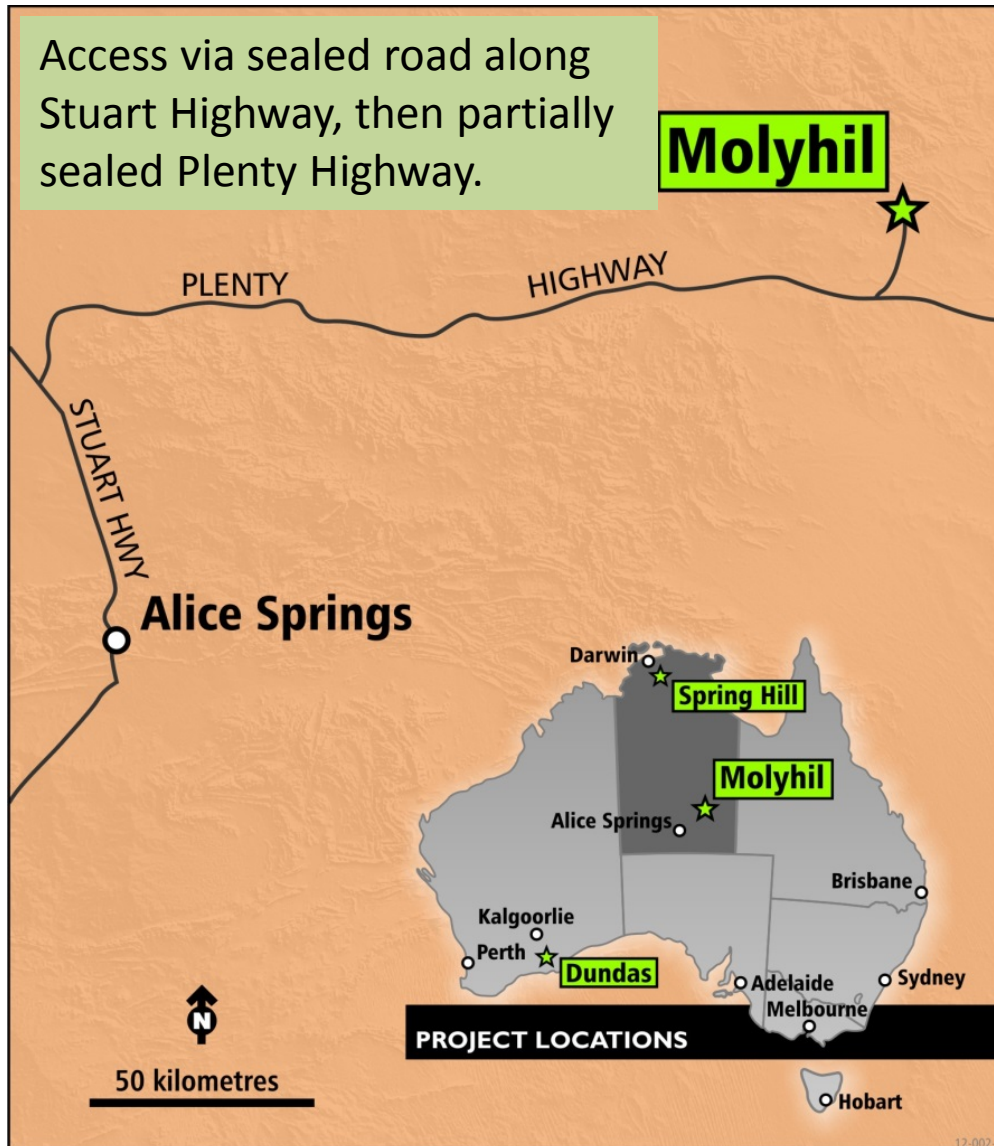 Access via sealed road along
Stuart Highway, then partially
sealed Plenty Highway.
Molyhil
PLENTY
HIGHWAY
STUART HWY
Alice Springs
Darwin
Spring Hill
Molyhil
Alice Springs
Brisbane
Kalgoorlie
Perth
Dundas
Adelaide
Sydney
Melbourne
N
PROJECT LOCATIONS
50 kilometres
Hobart